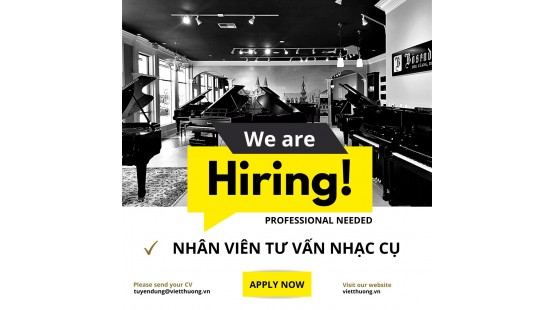 We are
Hiring!
PROFESSIONAL NEEDED
NHÂN VIÊN TƯ VẤN NHẠC CỤ
Please send your CV
tuyendung@vietthuong.vn
APPLY NOW
Visit our website
vietthuong.vn